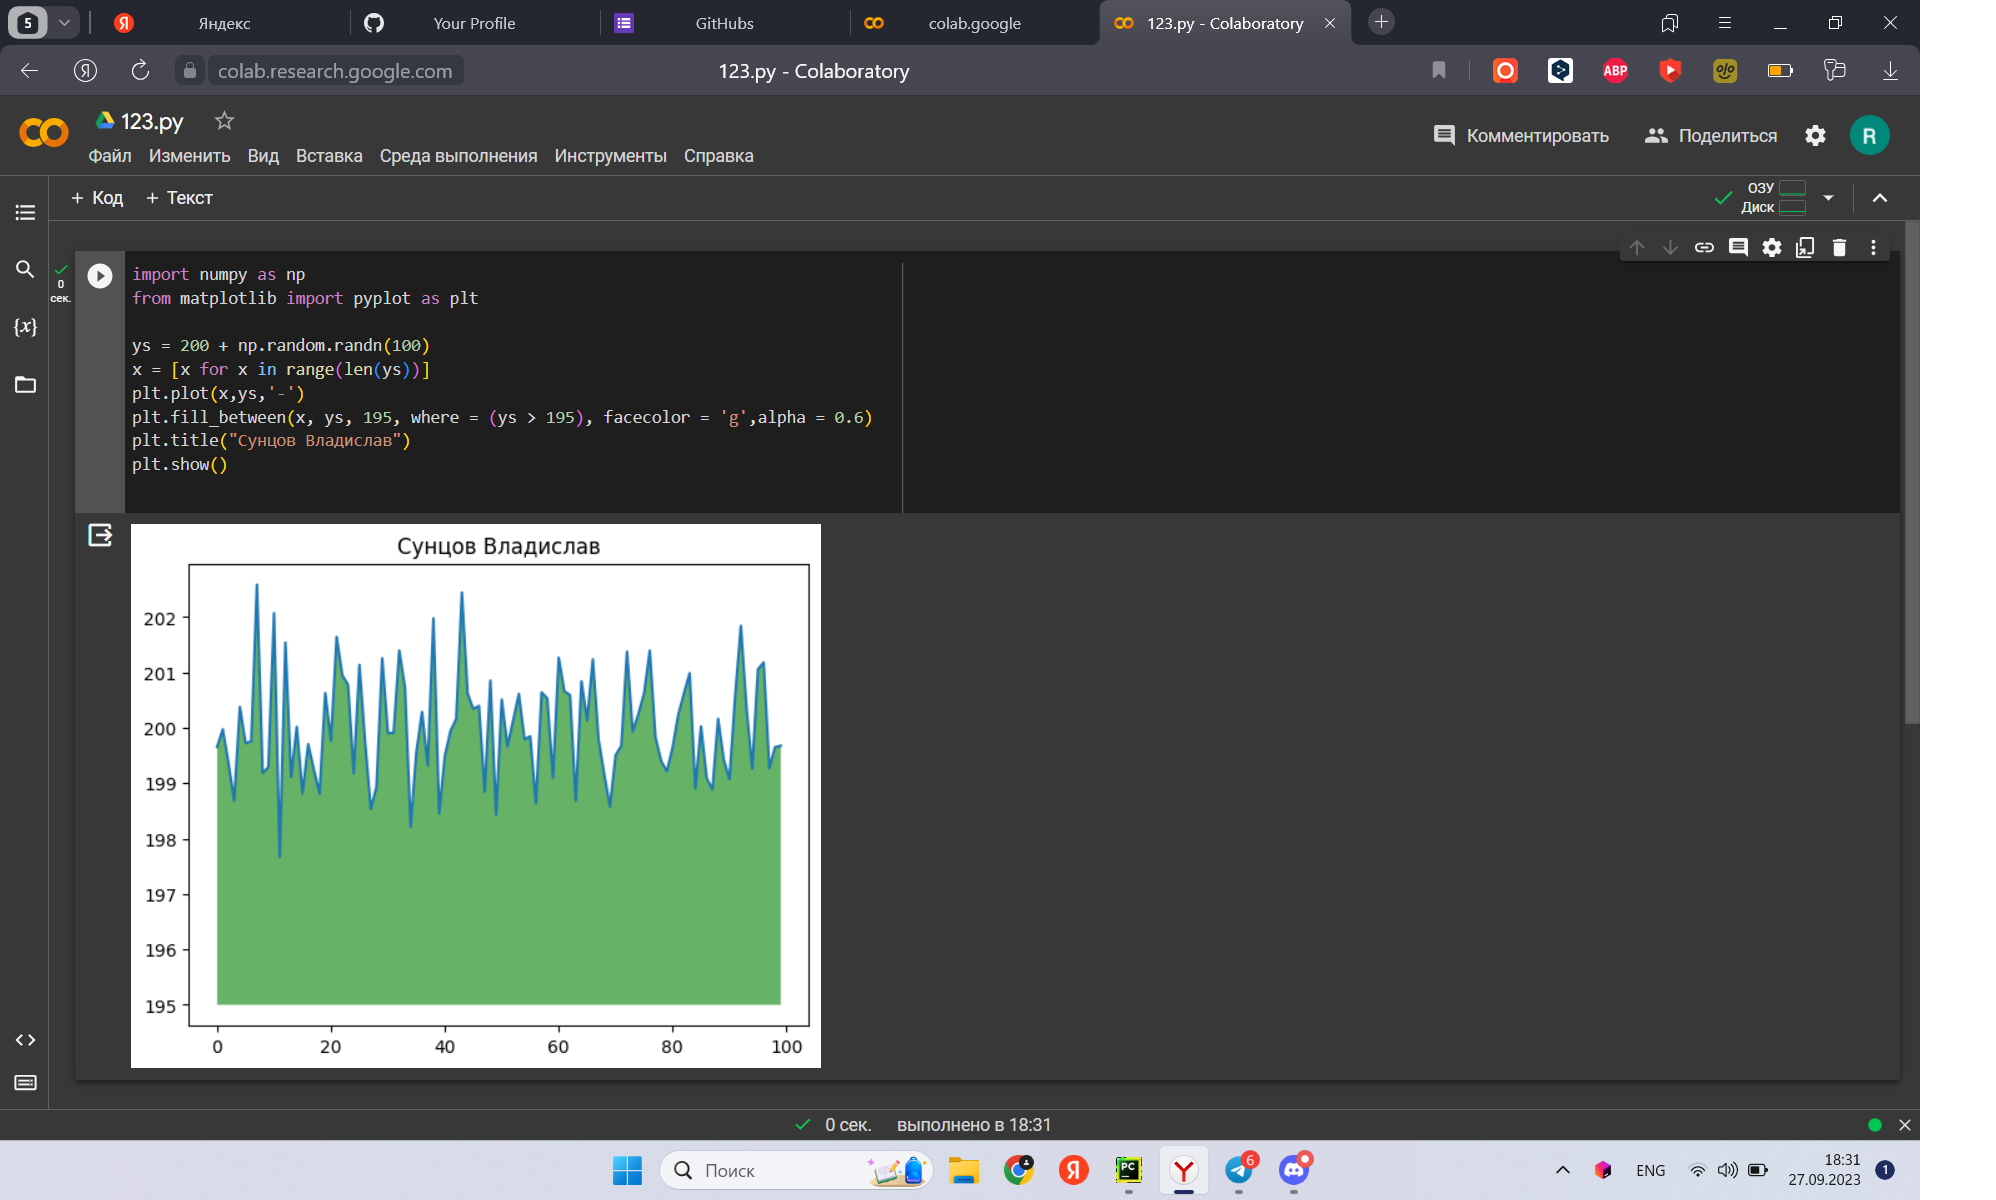 5
Яндекс
Your Profile
GitHubs
colab.google
123.py - Colaboratory
Я
colab.research.google.com
123.py - Colaboratory
ABP
123.py
Файл Изменить Вид Вставка Среда выполнения Инструменты Справка
Комментировать
Поделиться
R
+ Код + Текст
ОЗУ
Диск
0
сек.
{x}
import numpy as np
from matplotlib import pyplot as plt
ys = 200 + np.random.randn(100)
x = [x for x in range(len(ys))]
plt.plot(x,ys,'-')
plt.fill_between(x, ys, 195, where = (ys > 195), facecolor = 'g',alpha = 0.6)
plt.title("Сунцов Владислав")
plt.show()
Сунцов Владислав
202
201
200
199
198
197
196
195
0 20 40 60 80 100
0 сек. выполнено в 18:31
Поиск
Я
PC
Y
6
ENG
18:31
27.09.2023
1